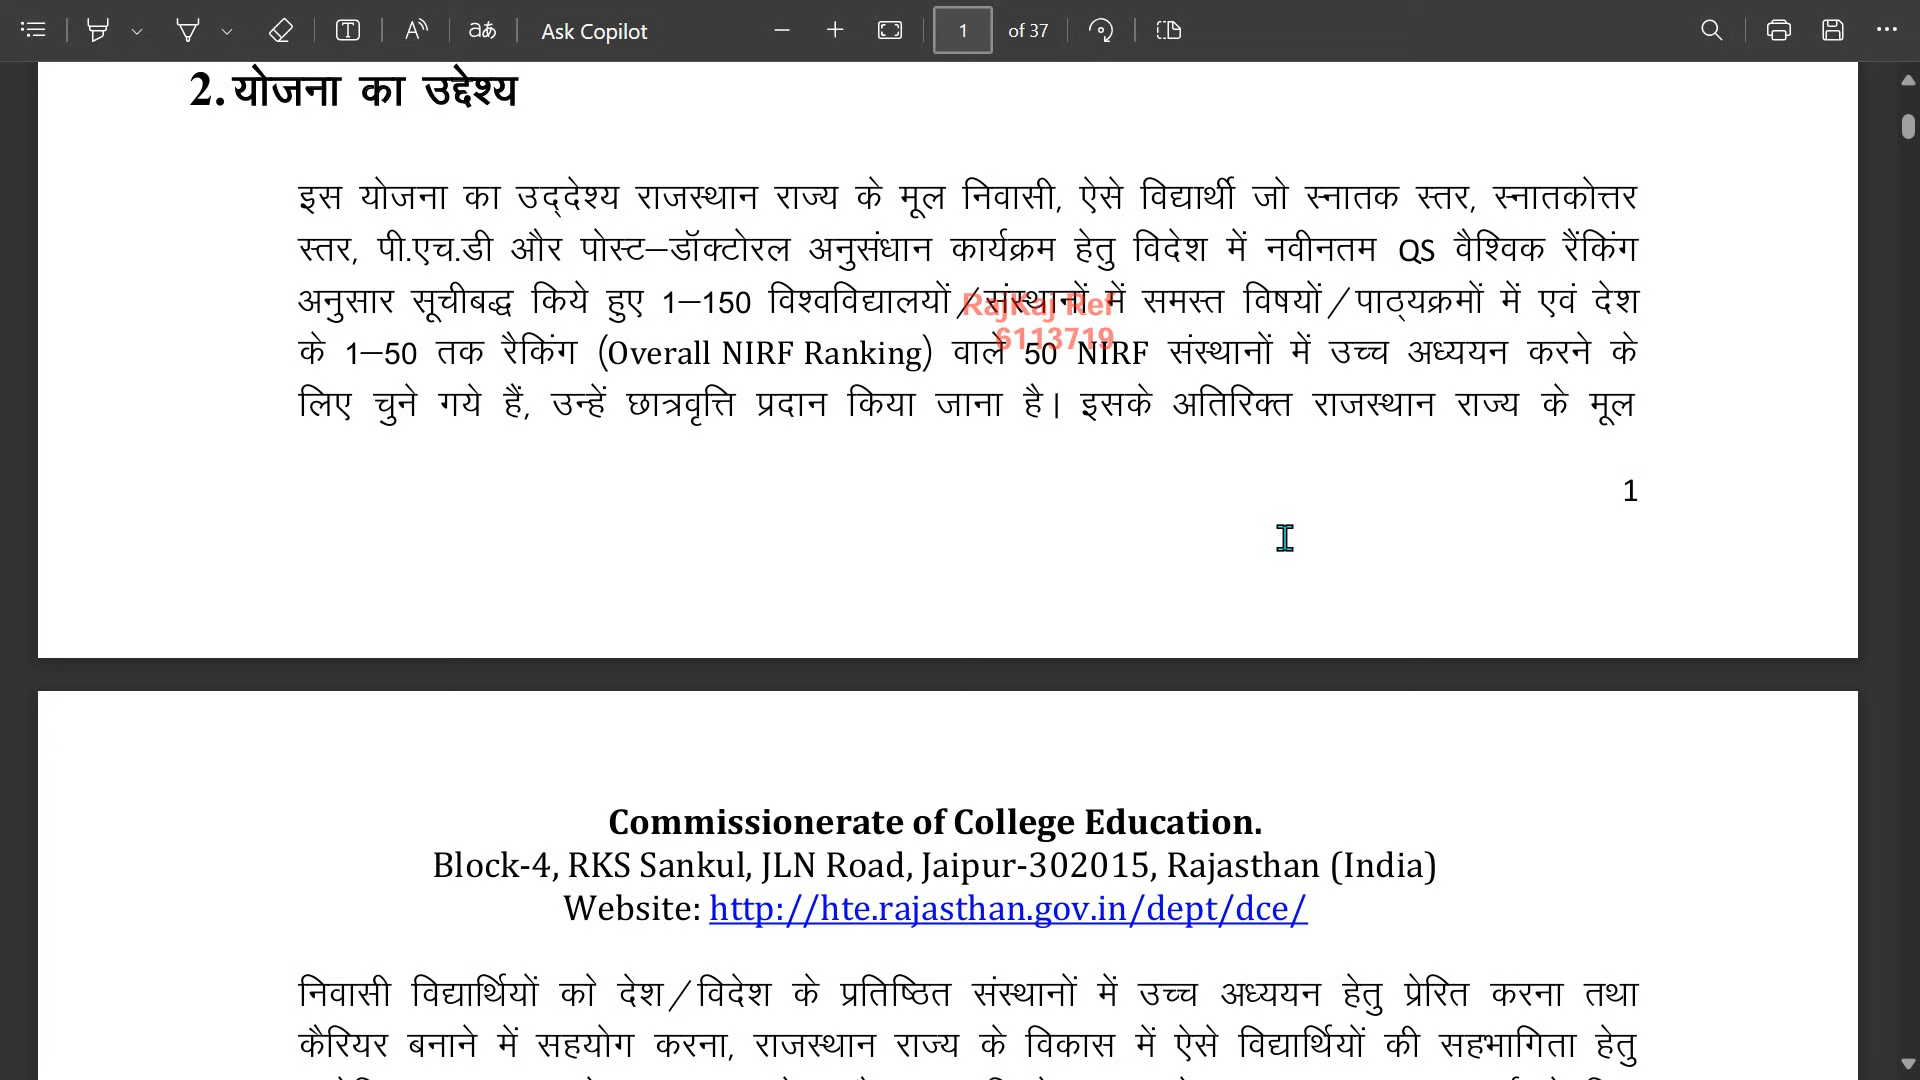 Ask Copilot
1
of 37
2. योजना का उद्देश्य
इस योजना का उद्‌देश्य राजस्थान राज्य के मूल निवासी, ऐसे विद्यार्थी जो स्नातक स्तर, स्नातकोत्तर
स्तर, पी.एच.डी और पोस्ट–डॉक्टोरल अनुसंधान कार्यक्रम हेतु विदेश में नवीनतम QS वैश्विक रैंकिंग
अनुसार सूचीबद्ध किये हुए 1–150 विश्वविद्यालयों/संस्थानों में समस्त विषयों/पाठ्‌यक्रमों में एवं देश
के 1–50 तक रैकिंग (Overall NIRF Ranking) वाले 50 NIRF संस्थानों में उच्च अध्ययन करने के
लिए चुने गये हैं, उन्हें छात्रवृत्ति प्रदान किया जाना है। इसके अतिरिक्त राजस्थान राज्य के मूल
RajKaj Ref
6113719
1
Commissionerate of College Education.
Block-4, RKS Sankul, JLN Road, Jaipur-302015, Rajasthan (India)
Website: http://hte.rajasthan.gov.in/dept/dce/
निवासी विद्यार्थियों को देश/विदेश के प्रतिष्ठित संस्थानों में उच्च अध्ययन हेतु प्रेरित करना तथा
कैरियर बनाने में सहयोग करना, राजस्थान राज्य के विकास में ऐसे विद्यार्थियों की सहभागिता हेतु